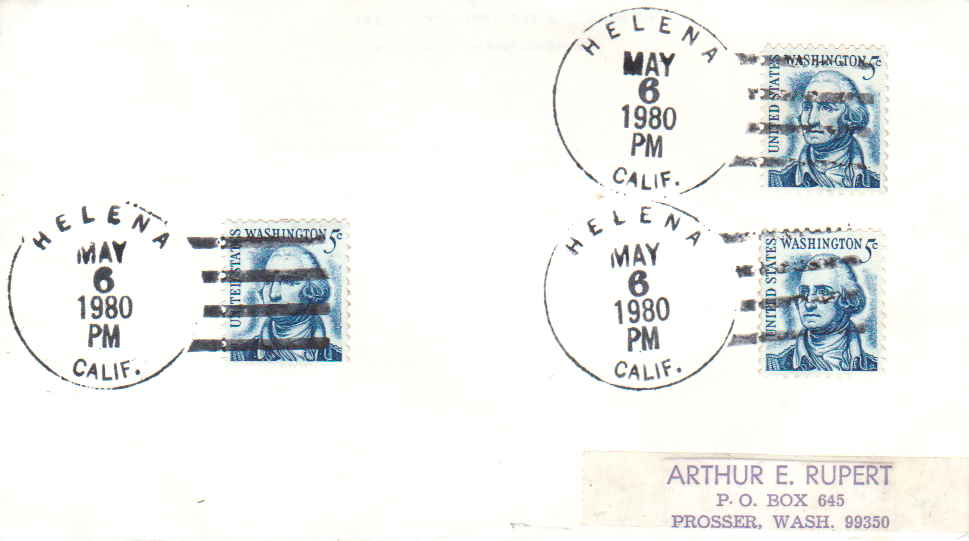 HELENA
MAY
6
1980
PM
CALIF.
UNITED STATES
WASHINGTON 5c
HELENA
MAY
6
1980
PM
CALIF.
UNITED STATES
WASHINGTON 5c
HELENA
MAY
6
1980
PM
CALIF.
UNITED STATES
WASHINGTON 5c
ARTHUR E. RUPERT
P. O. BOX 645
PROSSER, WASH. 99350